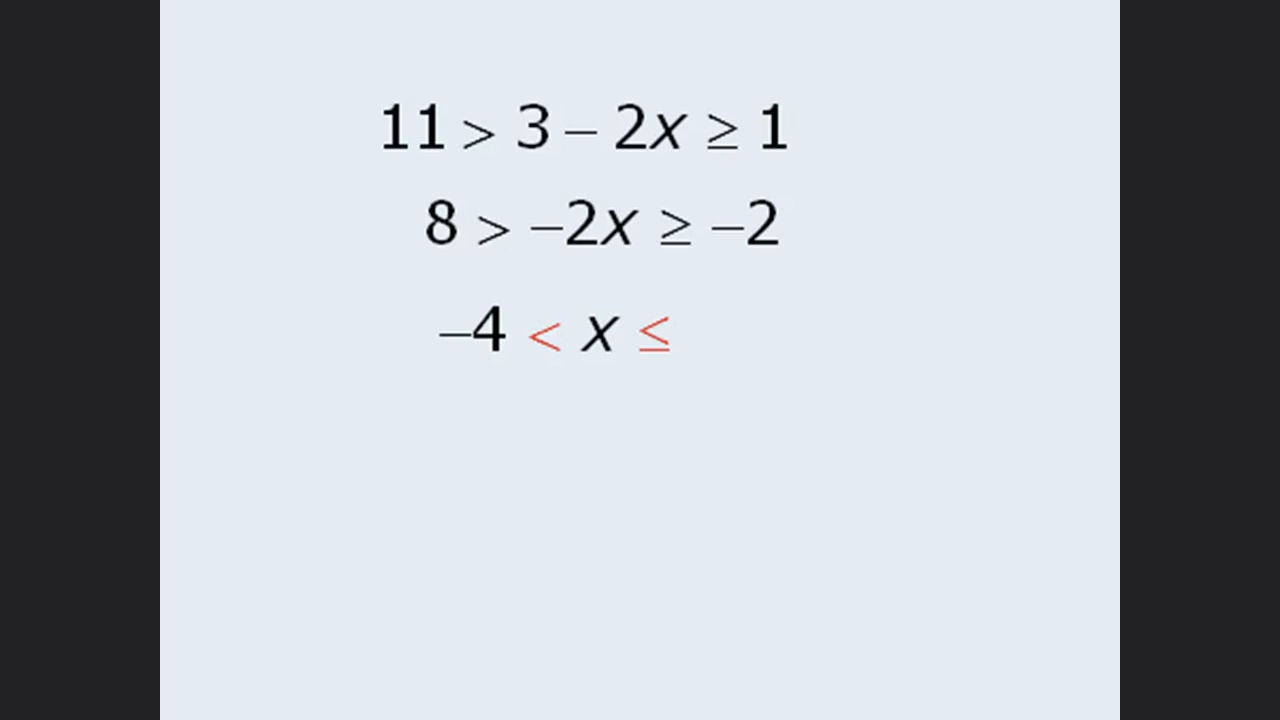 11 > 3 – 2x ≥ 1
8 > –2x ≥ –2
–4 < x ≤